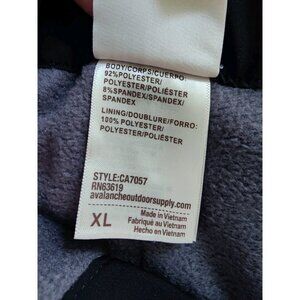 BODY/CORPS/CUERPO:
92%POLYESTER/
POLYESTER/POLIÉSTER
8%SPANDEX/SPANDEX/
SPANDEX
LINING/DOUBLURE/FORRO:
100% POLYESTER/
POLYESTER/POLIÉSTER
STYLE:CA7057
RN63619
avalancheoutdoorsupply.com
XL
Made in Vietnam
Fabriqué au Vietnam
Hecho en Vietnam